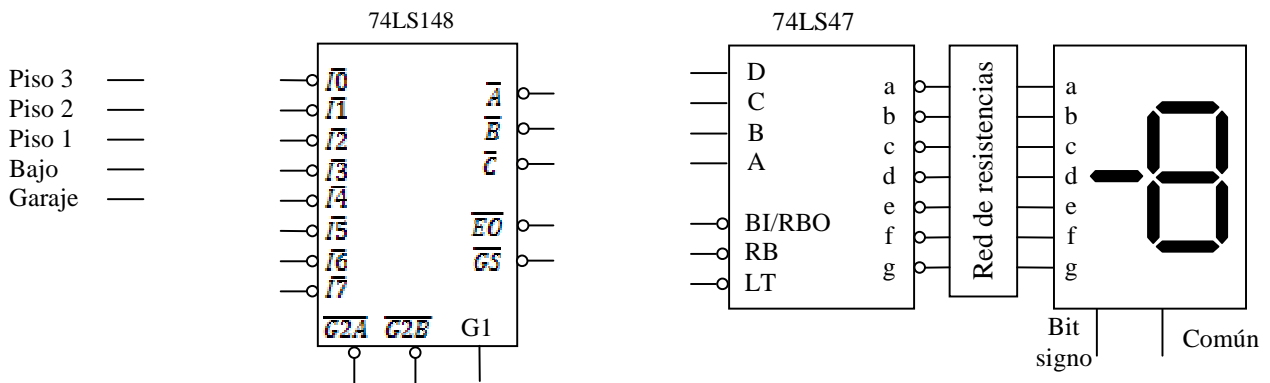 74LS148
74LS47
Piso 3
Piso 2
Piso 1
Bajo
Garaje
I0
I1
I2
I3
I4
I5
I6
I7
A
B
C
EO
GS
G2A G2B G1
D
C
B
A
BI/RBO
RB
LT
a
b
c
d
e
f
g
Red de resistencias
a
b
c
d
e
f
g
Bit
signo
Común